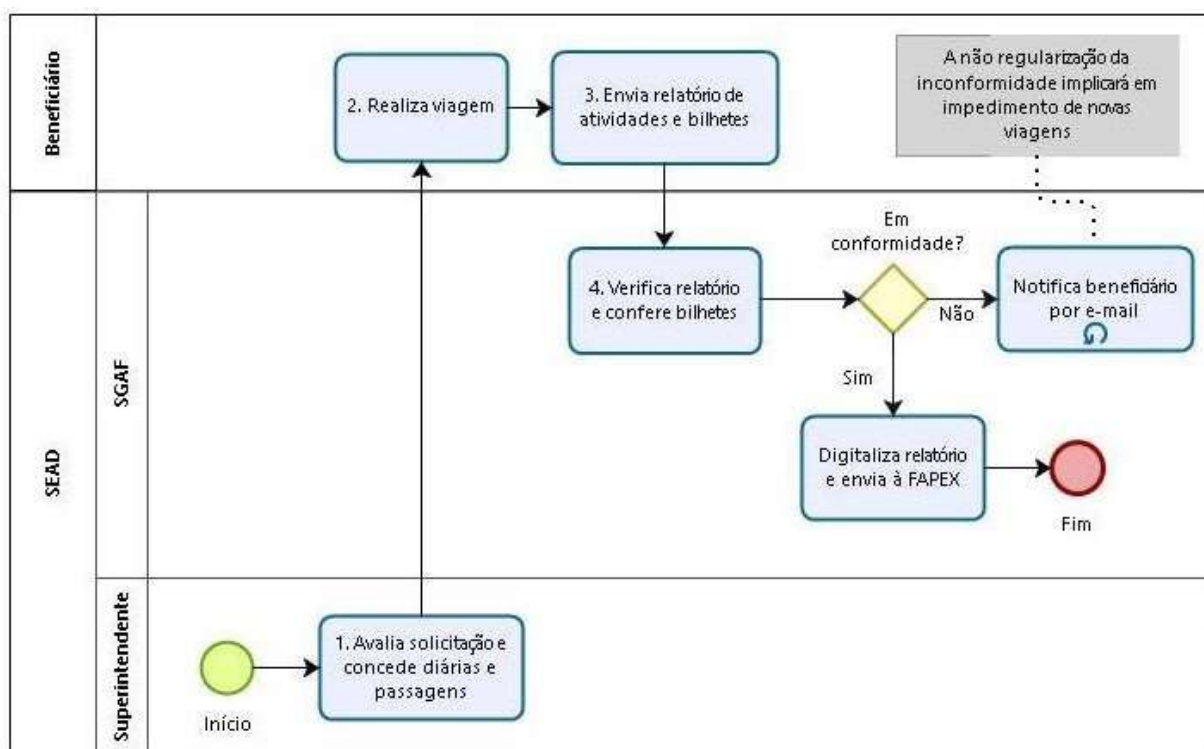 Beneficiário
2. Realiza viagem
3. Envia relatório de
atividades e bilhetes
A não regularização da
inconformidade implicará em
impedimento de novas
viagens
SEAD
SGAF
4. Verifica relatório
e confere bilhetes
Em
conformidade?
Não
Notifica beneficiário
por e-mail
Sim
Digitaliza relatório
e envia à FAPEX
Fim
Superintendente
Início
1. Avalia solicitação e
concede diárias e
passagens